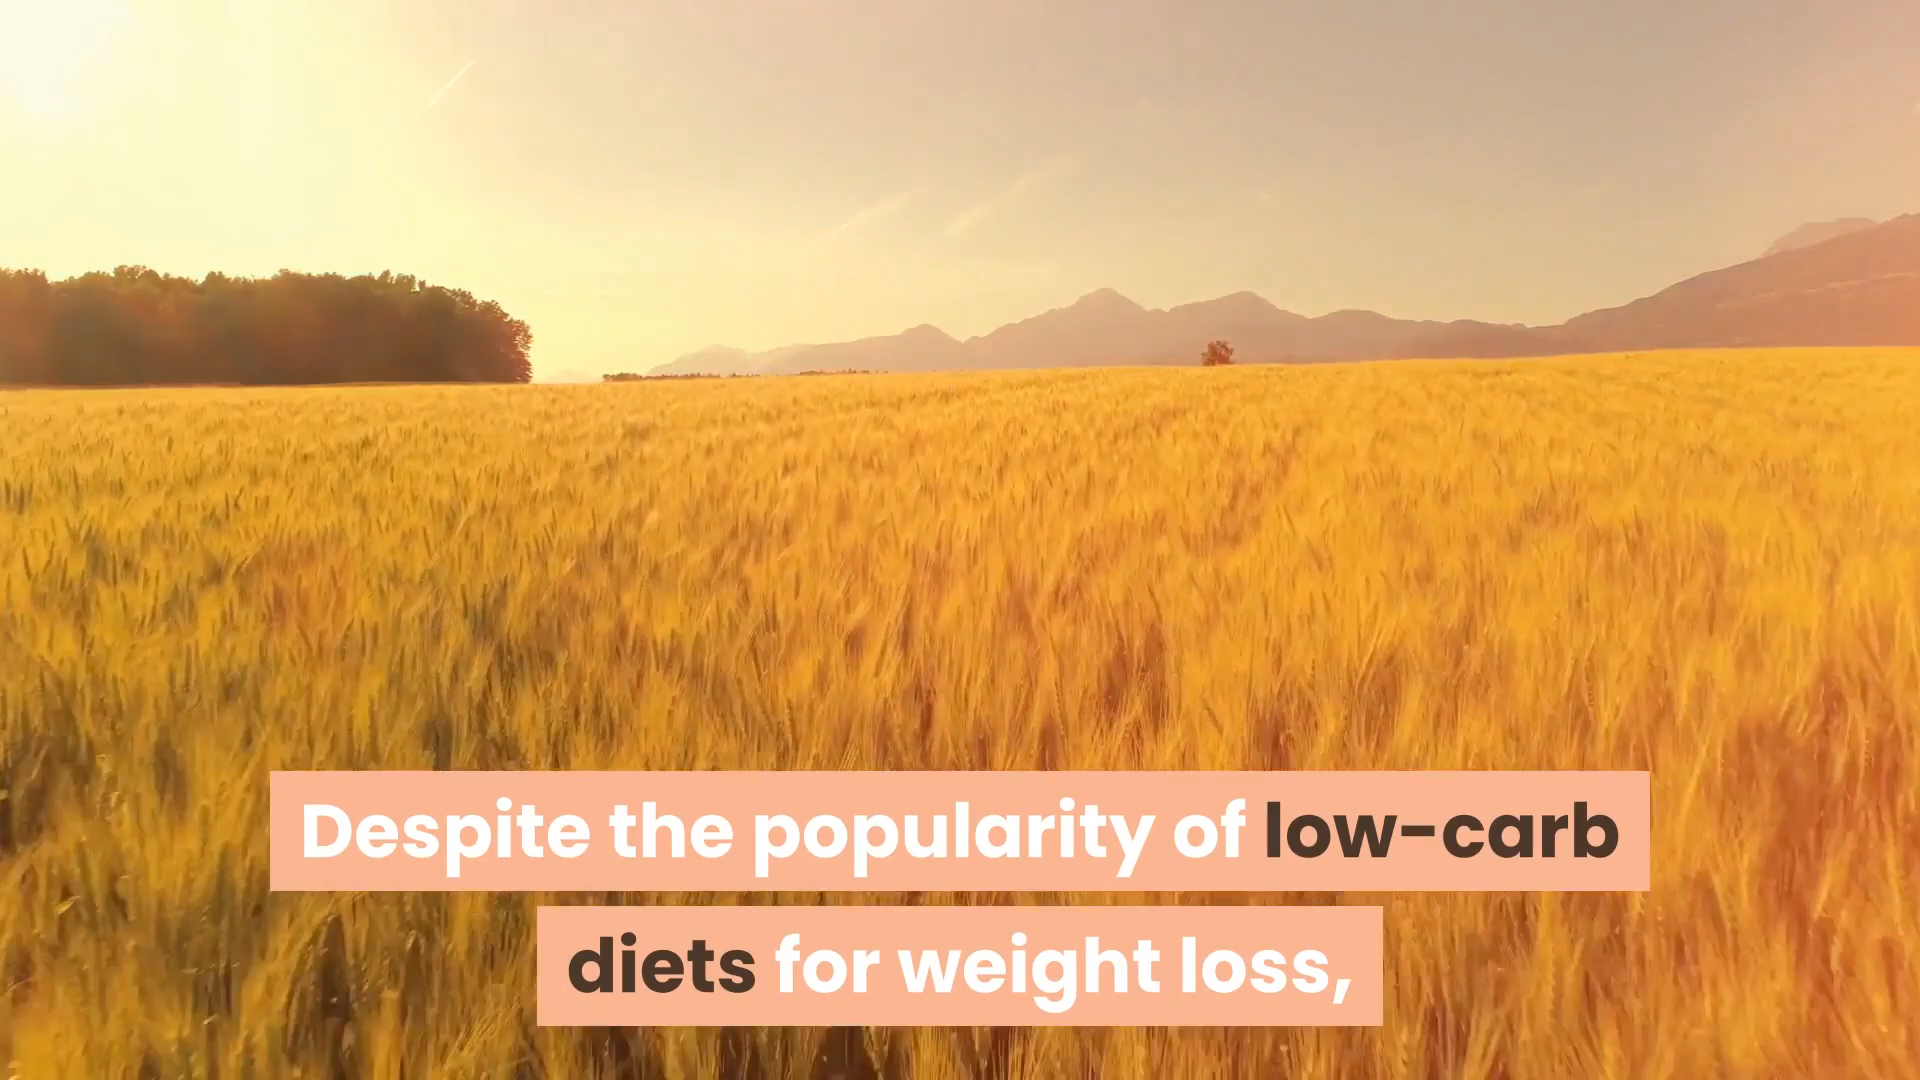 Despite the popularity of low-carb
diets for weight loss,